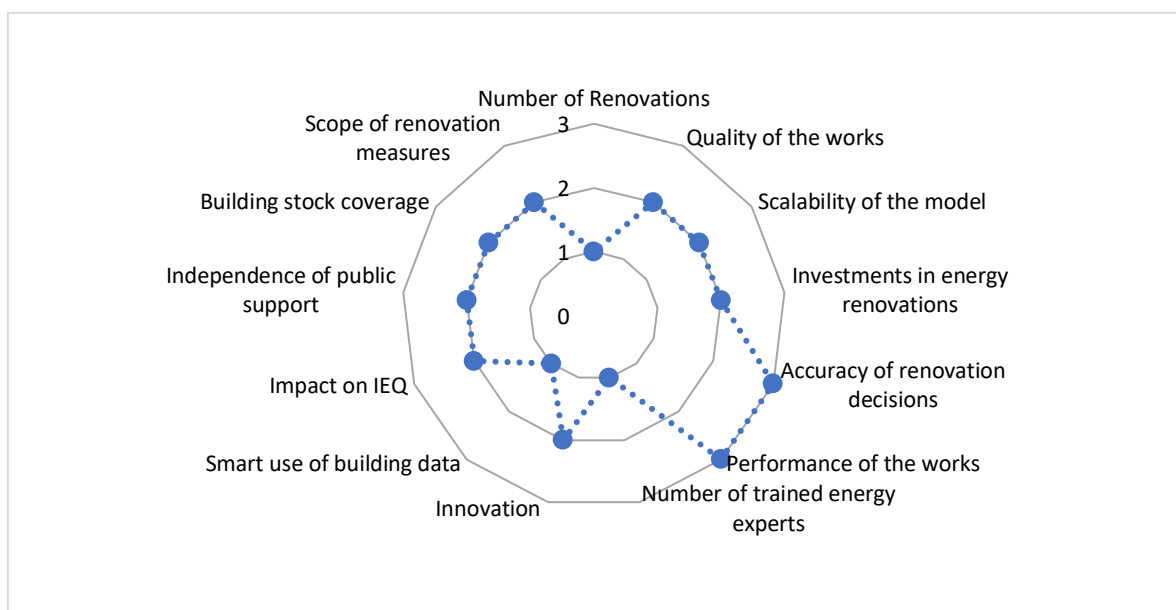 Number of Renovations
Quality of the works
Scalability of the model
Investments in energy
renovations
Accuracy of renovation
decisions
Performance of the works
Number of trained energy
experts
Innovation
Smart use of building data
Impact on IEQ
Independence of public
support
Building stock coverage
Scope of renovation
measures
3
2
1
0